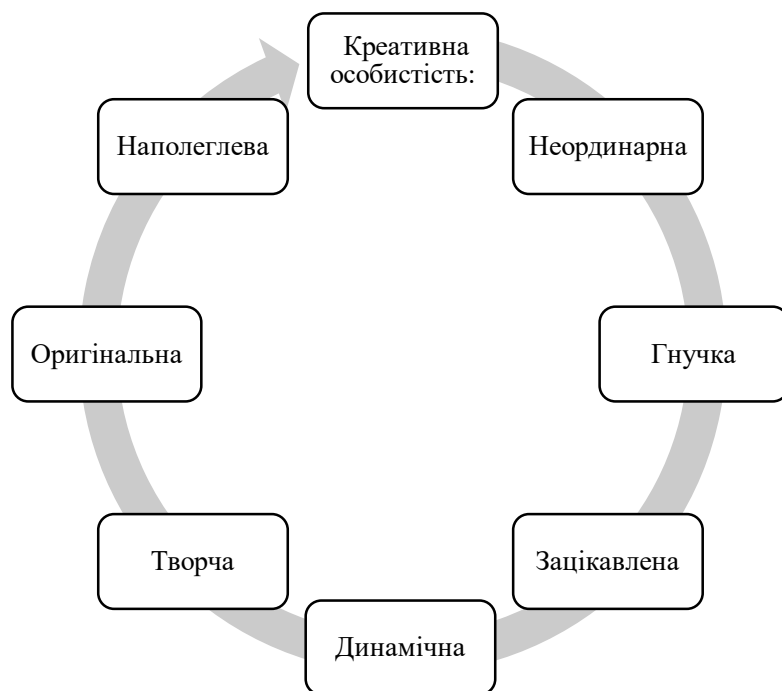 Креативна
особистість:
Неординарна
Гнучка
Зацікавлена
Динамічна
Творча
Оригінальна
Наполеглева